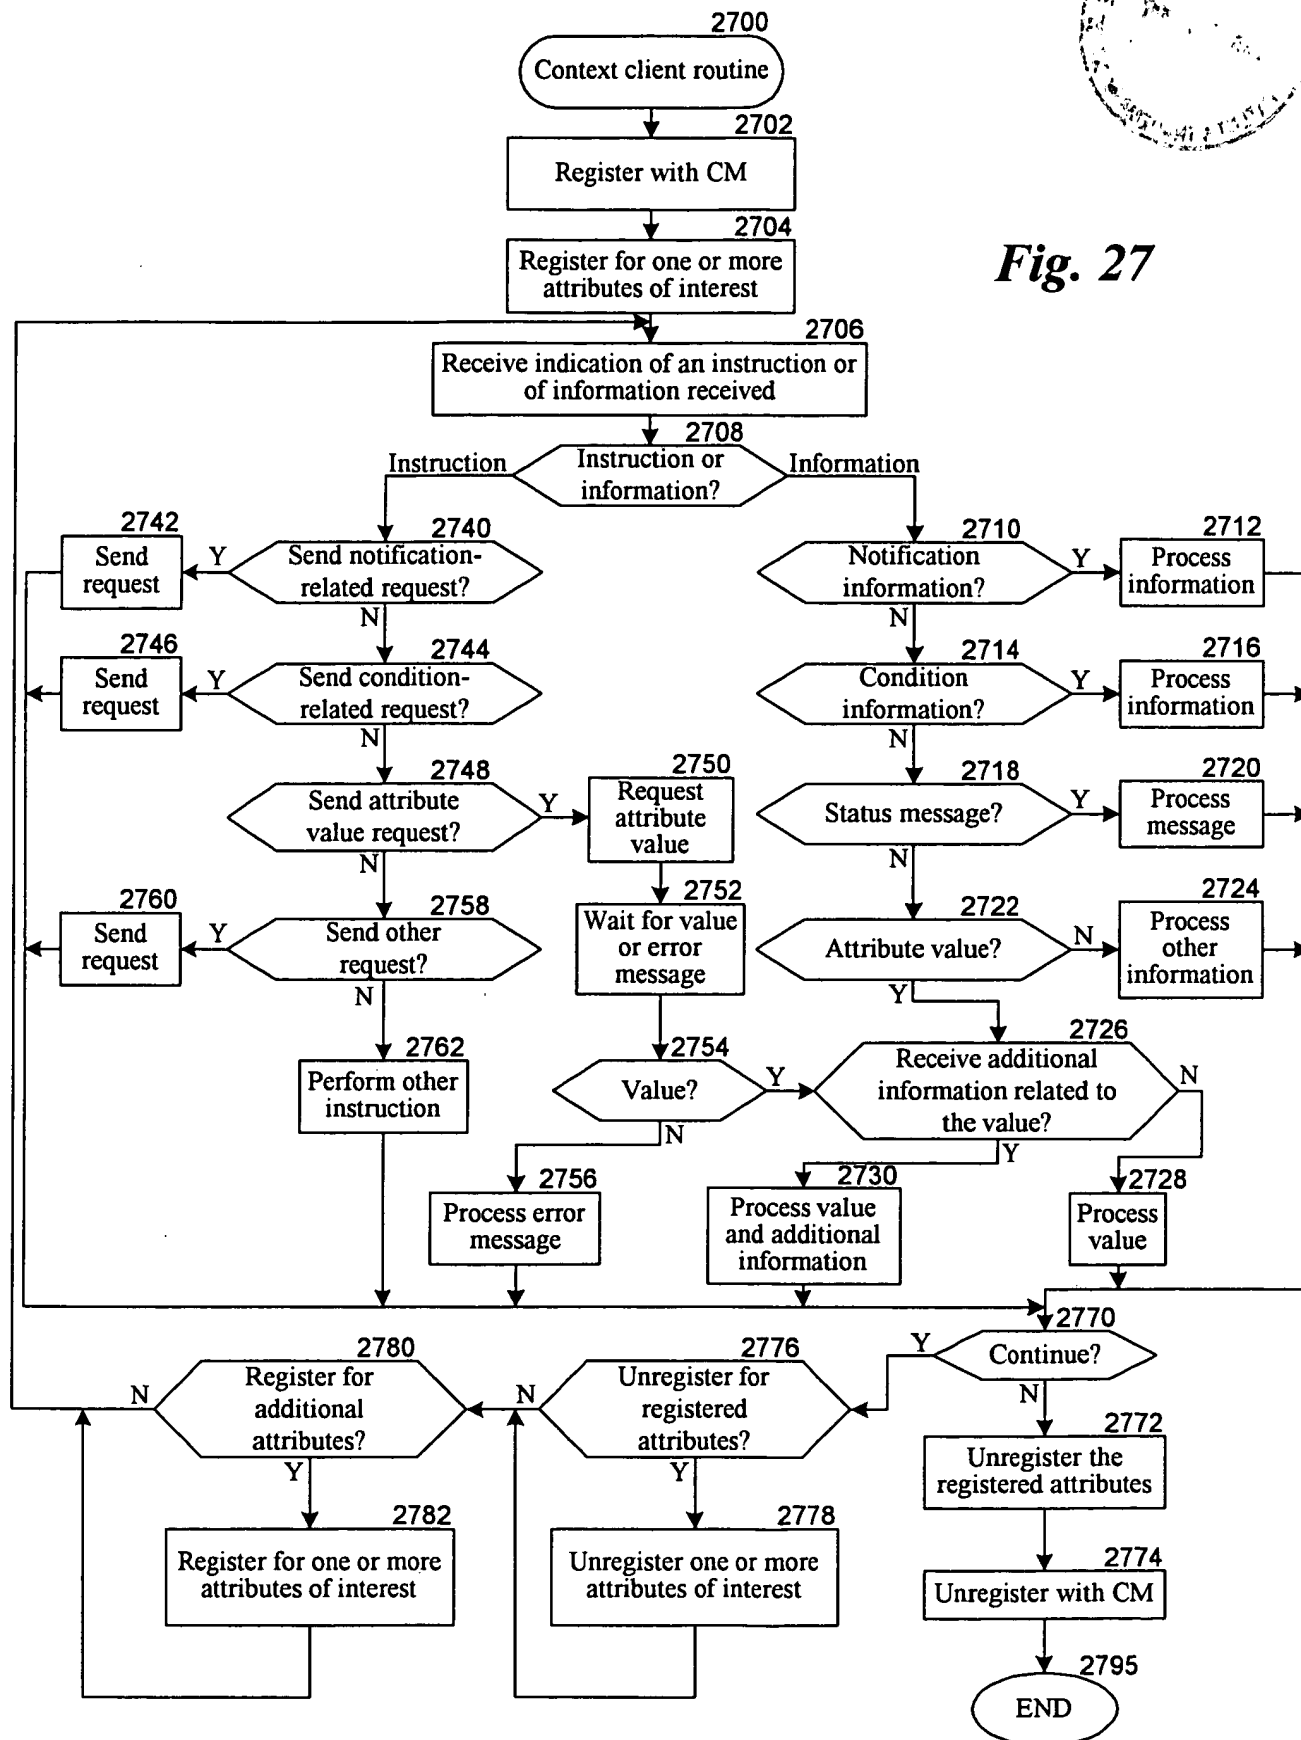 2700
Context client routine
2702
Register with CM
2704
Register for one or more
attributes of interest
Fig. 27
2706
Receive indication of an instruction or
of information received
2708
Instruction
Instruction or
information?
Information
2742
Send
request
Y
2740
Send notification-
related request?
N
2710
Notification
information?
Y
N
2712
Process
information
2746
Send
request
Y
2744
Send condition-
related request?
N
2714
Condition
information?
Y
N
2716
Process
information
2748
Send attribute
value request?
Y
N
2750
Request
attribute
value
2718
Status message?
Y
N
2720
Process
message
2760
Send
request
Y
2758
Send other
request?
N
2752
Wait for value
or error
message
2722
Attribute value?
N
Y
2724
Process
other
information
2762
Perform other
instruction
2754
Value?
Y
N
2726
Receive additional
information related to
the value?
N
Y
2756
Process error
message
2730
Process value
and additional
information
2728
Process
value
2770
Continue?
Y
N
2780
Register for
additional
attributes?
N
Y
2776
Unregister for
registered
attributes?
N
Y
2772
Unregister the
registered attributes
2782
Register for one or more
attributes of interest
2778
Unregister one or more
attributes of interest
2774
Unregister with CM
2795
END